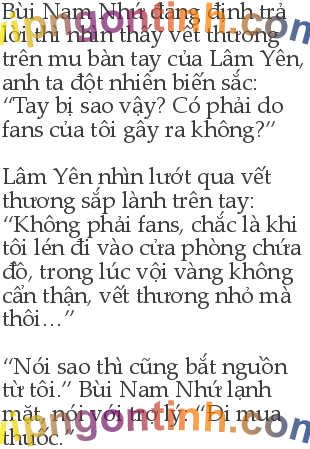 Bùi Nam Nhứ đang định trả
lời thì nhìn thấy vết thương
trên mu bàn tay của Lâm Yên,
anh ta đột nhiên biến sắc:
“Tay bị sao vậy? Có phải do
fans của tôi gây ra không?”
Lâm Yên nhìn lướt qua vết
thương sắp lành trên tay:
“Không phải fans, chắc là khi
tôi lén đi vào cửa phòng chứa
đồ, trong lúc vội vàng không
cẩn thận, vết thương nhỏ mà
thôi…”
“Nói sao thì cũng bắt nguồn
từ tôi.” Bùi Nam Nhứ lạnh
mặt, nói với trợ lý: “Đi mua
thuốc.”
vipngontinh.com
vipngontinh.com